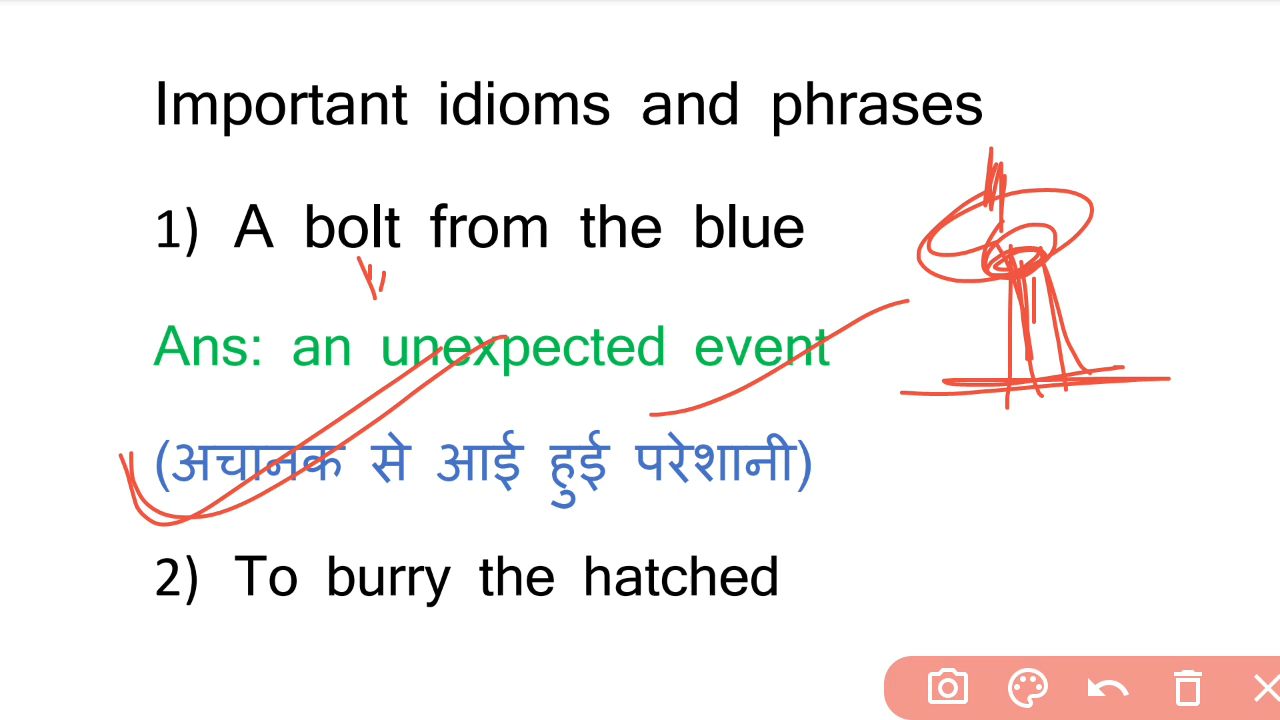 Important idioms and phrases
1) A bolt from the blue
Ans: an unexpected event
(अचानक से आई हुई परेशानी)
2) To burry the hatched